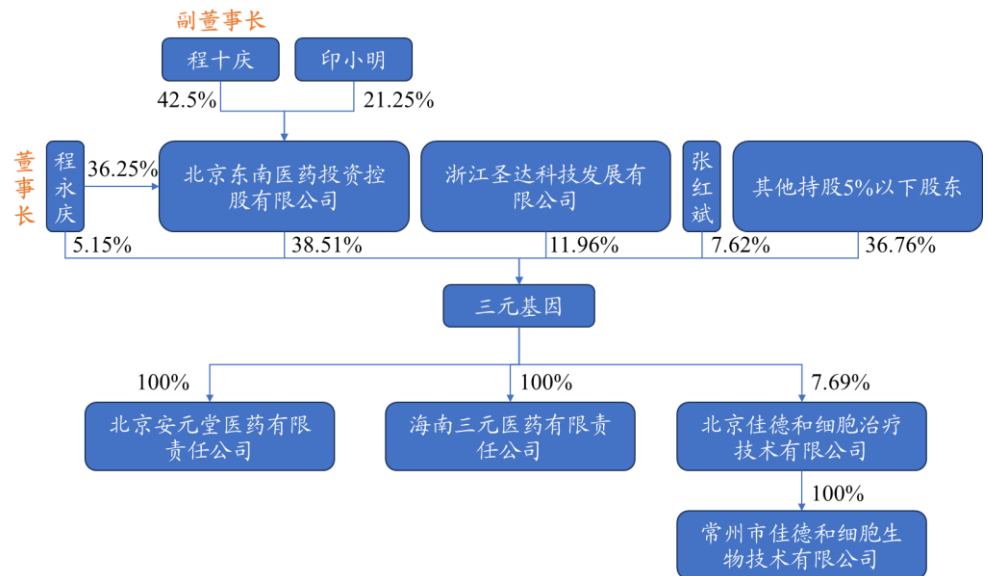 副董事长
程十庆
印小明
42.5%
21.25%
董事长
程永庆
36.25%
北京东南医药投资控
股有限公司
浙江圣达科技发展有
限公司
张红斌
其他持股5%以下股东
5.15%
38.51%
11.96%
7.62%
36.76%
三元基因
100%
100%
7.69%
北京安元堂医药有限
责任公司
海南三元医药有限责
任公司
北京佳德和细胞治疗
技术有限公司
100%
常州市佳德和细胞生
物技术有限公司